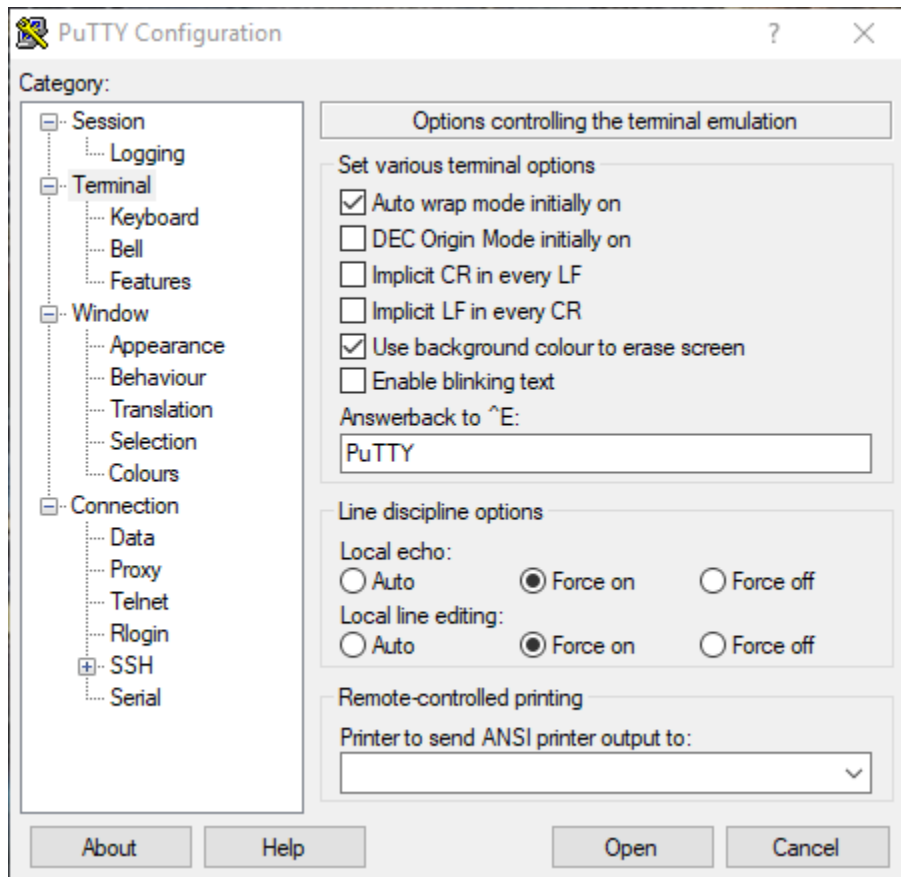 PuTTY Configuration
?
Category:
Session
Logging
Terminal
Keyboard
Bell
Features
Window
Appearance
Behaviour
Translation
Selection
Colours
Connection
Data
Proxy
Telnet
Rlogin
SSH
Serial
Options controlling the terminal emulation
Set various terminal options
Auto wrap mode initially on
DEC Origin Mode initially on
Implicit CR in every LF
Implicit LF in every CR
Use background colour to erase screen
Enable blinking text
Answerback to ^E:
PuTTY
Line discipline options
Local echo:
Auto Force on Force off
Local line editing:
Auto Force on Force off
Remote-controlled printing
Printer to send ANSI printer output to:
About Help Open Cancel